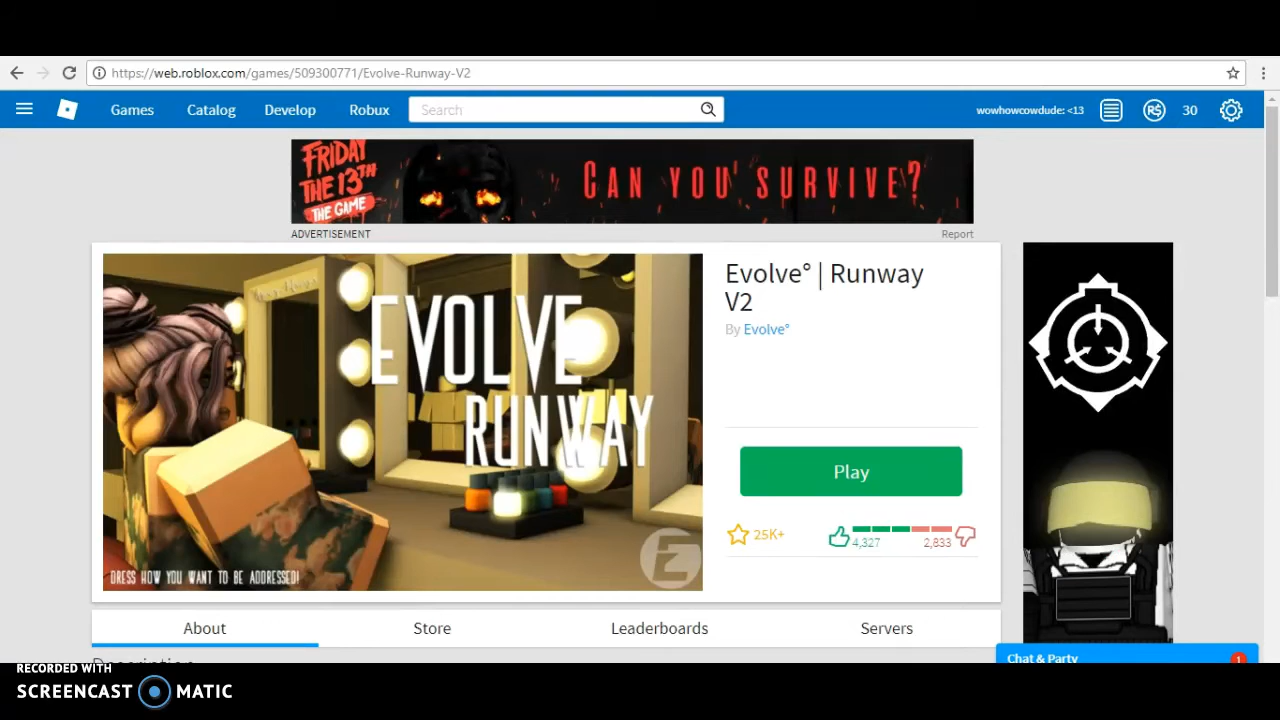 https://web.roblox.com/games/509300771/Evolve-Runway-V2
Games
Catalog
Develop
Robux
Search
wowhowcowdude: <13
R$
30
FRIDAY
THE 13TH
THE GAME
CAN YOU SURVIVE?
ADVERTISEMENT
Report
EVOLVE
RUNWAY
DRESS HOW YOU WANT TO BE ADDRESSED!
Evolve° | Runway
V2
By Evolve°
Play
25K+
4,327
2,833
About
Store
Leaderboards
Servers
Description
Chat & Party
1
RECORDED WITH
SCREENCAST MATIC